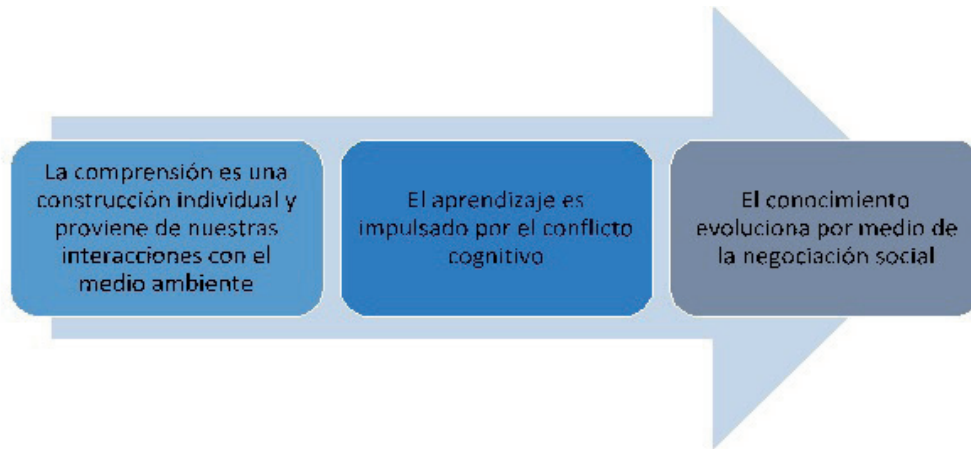 La comprensión es una
construcción individual y
proviene de nuestras
interacciones con el
medio ambiente
El aprendizaje es
impulsado por el conflicto
cognitivo
El conocimiento
evoluciona por medio de
la negociación social